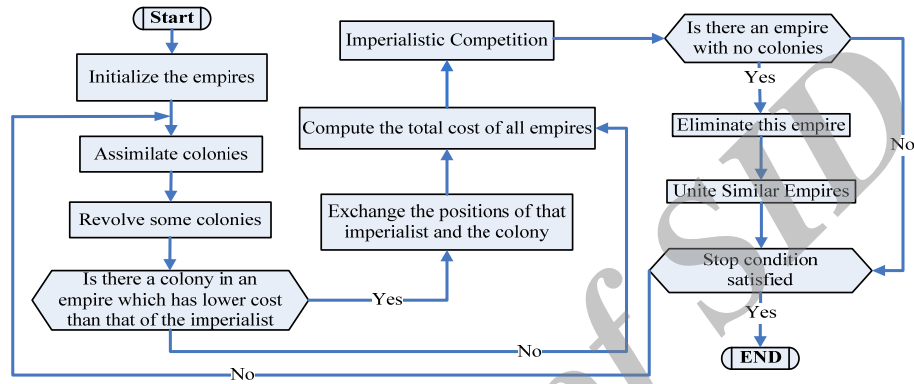 Start
Initialize the empires
Assimilate colonies
Revolve some colonies
Is there a colony in an
empire which has lower cost
than that of the imperialist
Yes
No
Exchange the positions of that
imperialist and the colony
Compute the total cost of all empires
Imperialistic Competition
Is there an empire
with no colonies
Yes
No
Eliminate this empire
Unite Similar Empires
Stop condition
satisfied
Yes
No
END
of SID